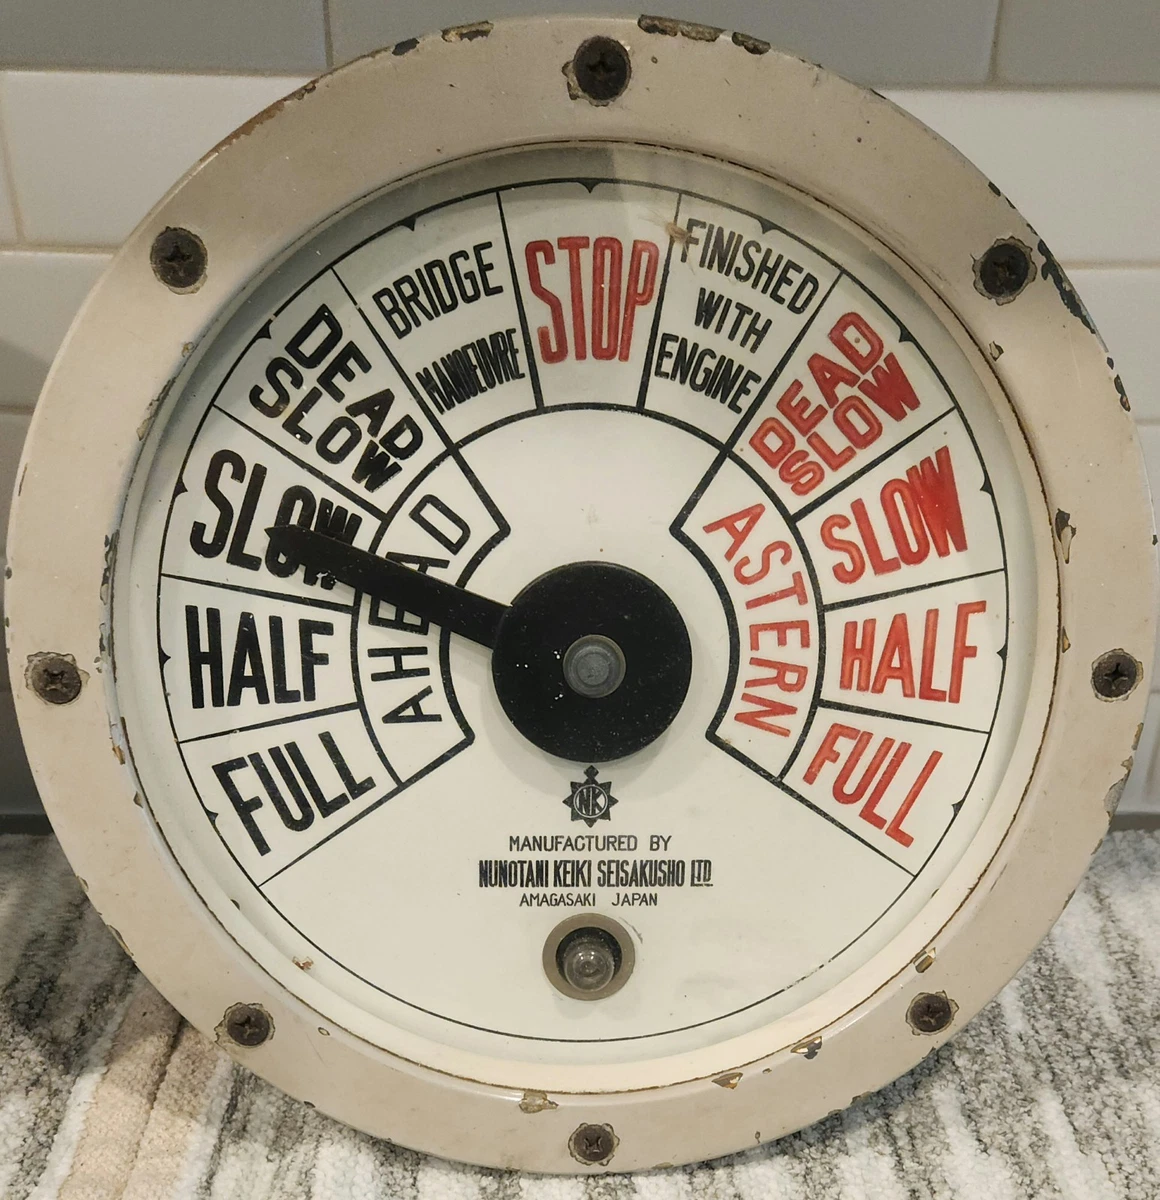 STOP
BRIDGE
MANOEUVRE
FINISHED
WITH
ENGINE
DEAD
SLOW
SLOW
HALF
FULL
AHEAD
DEAD
SLOW
SLOW
HALF
FULL
ASTERN
NK
MANUFACTURED BY
NUNOTANI KEIKI SEISAKUSHO LTD
AMAGASAKI JAPAN